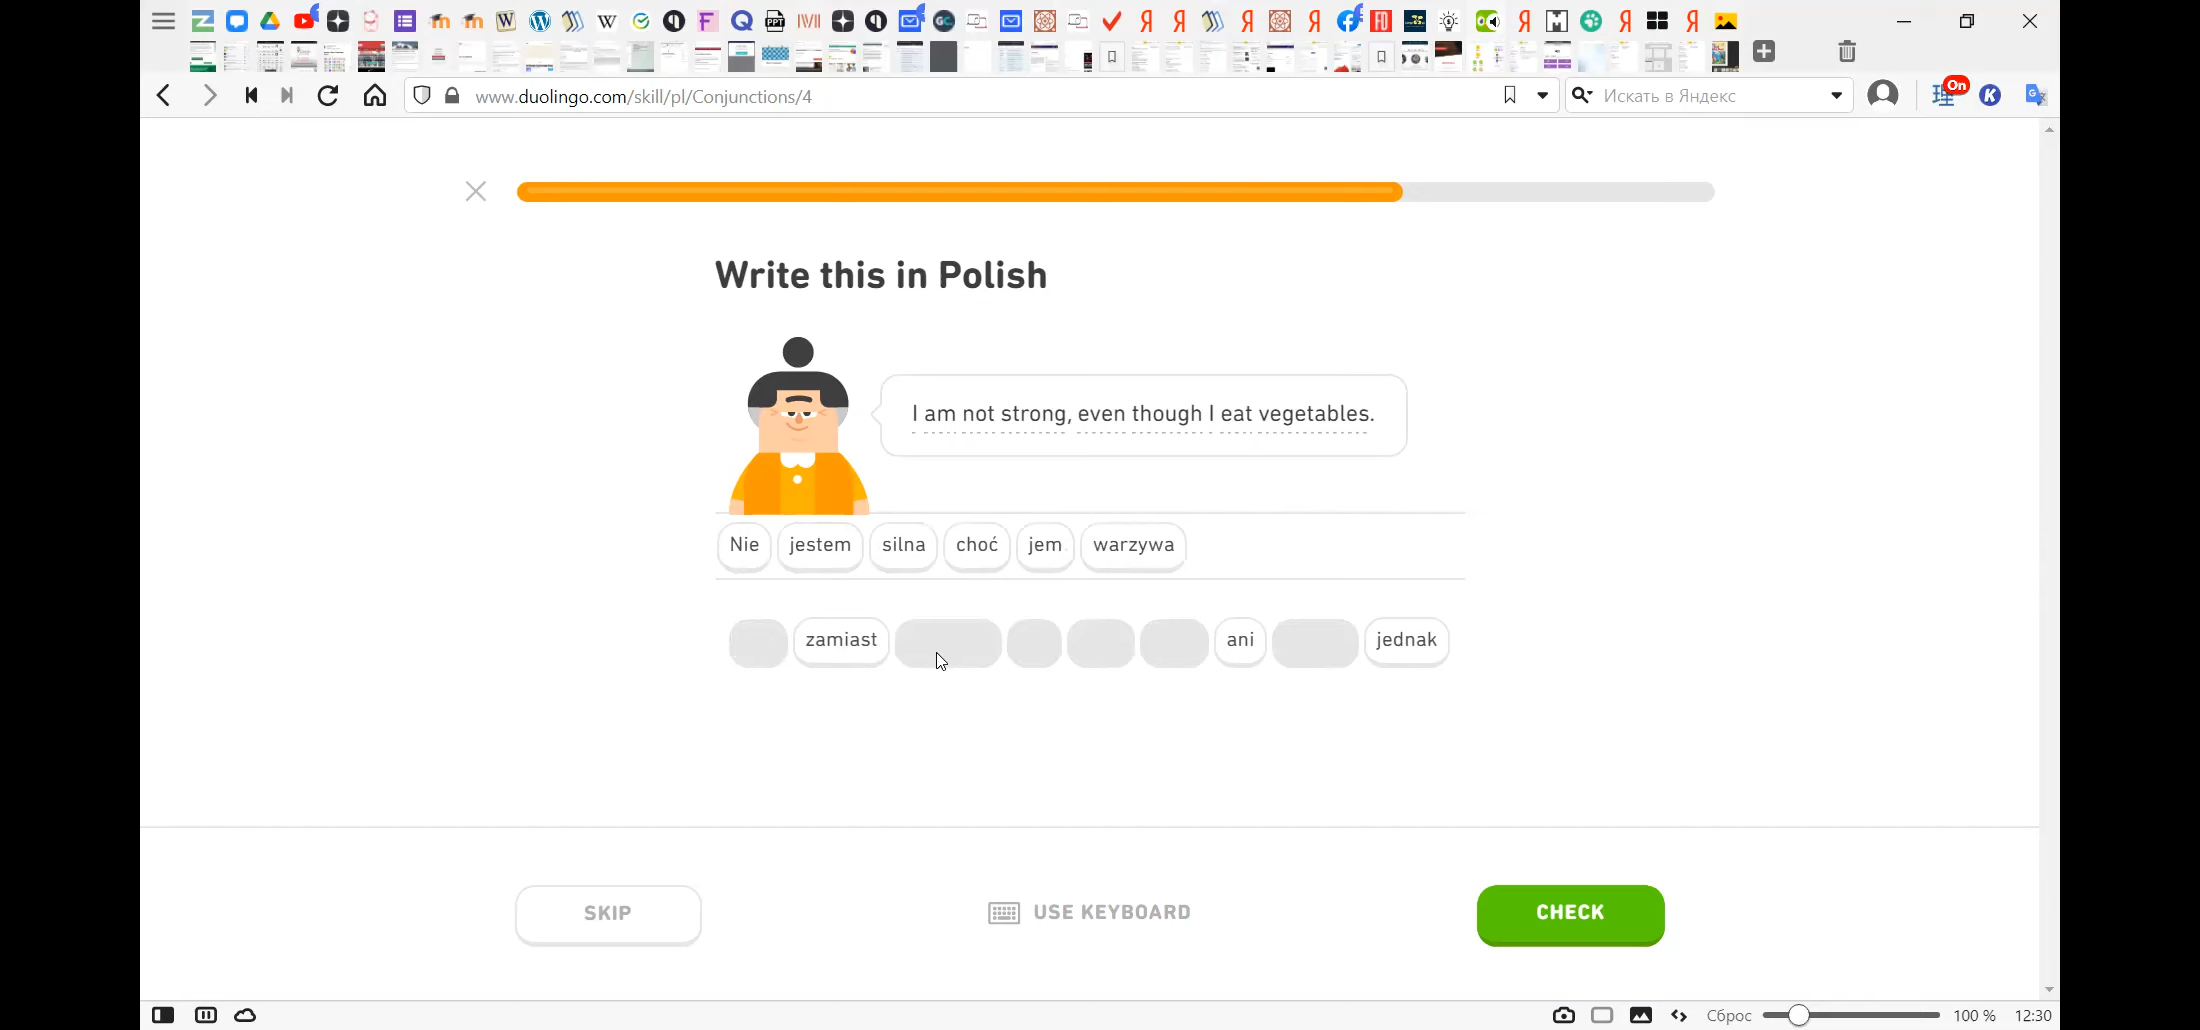 On
www.duolingo.com/skill/pl/Conjunctions/4
Искать в Яндекс
Write this in Polish
I am not strong, even though I eat vegetables.
Nie jestem silna choć jem warzywa
zamiast ani jednak
SKIP
USE KEYBOARD
CHECK
Сброс 100 % 12:30